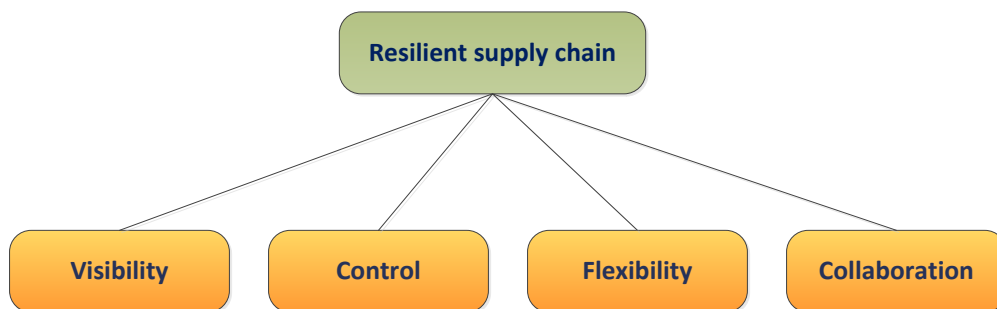 Resilient supply chain
Visibility
Control
Flexibility
Collaboration